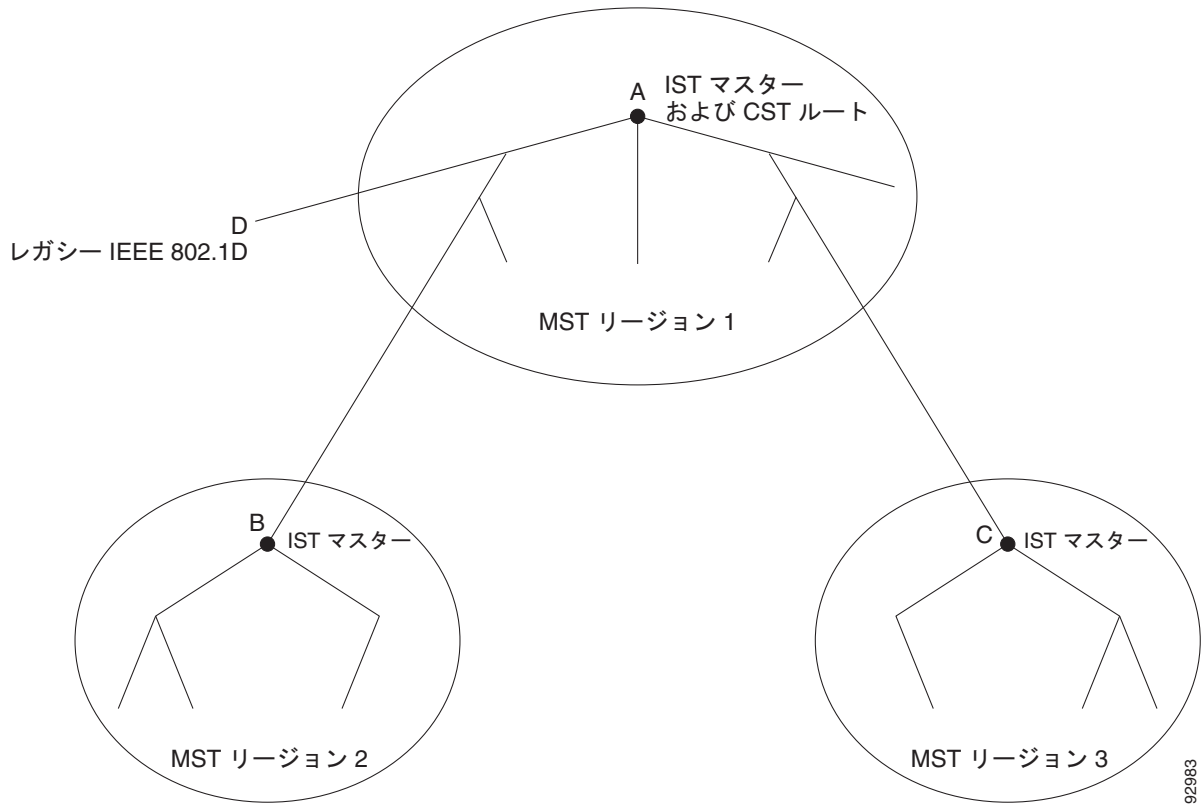 A
IST マスター
および CST ルート
D
レガシー IEEE 802.1D
MST リージョン 1
B
IST マスター
C
IST マスター
MST リージョン 2
MST リージョン 3
92983